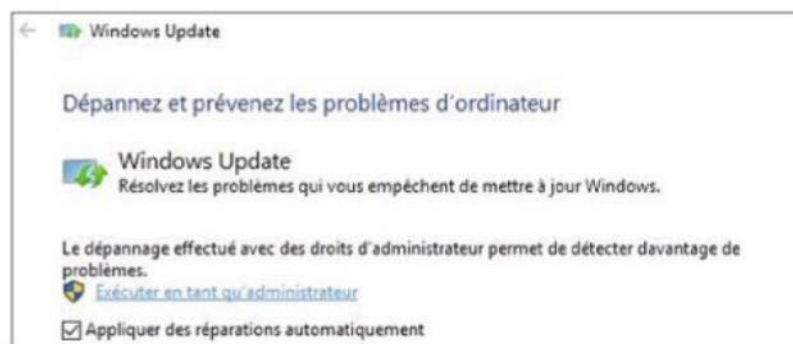 Windows Update
Dépannez et prévenez les problèmes d'ordinateur
Windows Update
Résolvez les problèmes qui vous empêchent de mettre à jour Windows.
Le dépannage effectué avec des droits d'administrateur permet de détecter davantage de
problèmes.
Exécuter en tant qu'administrateur
Appliquer des réparations automatiquement